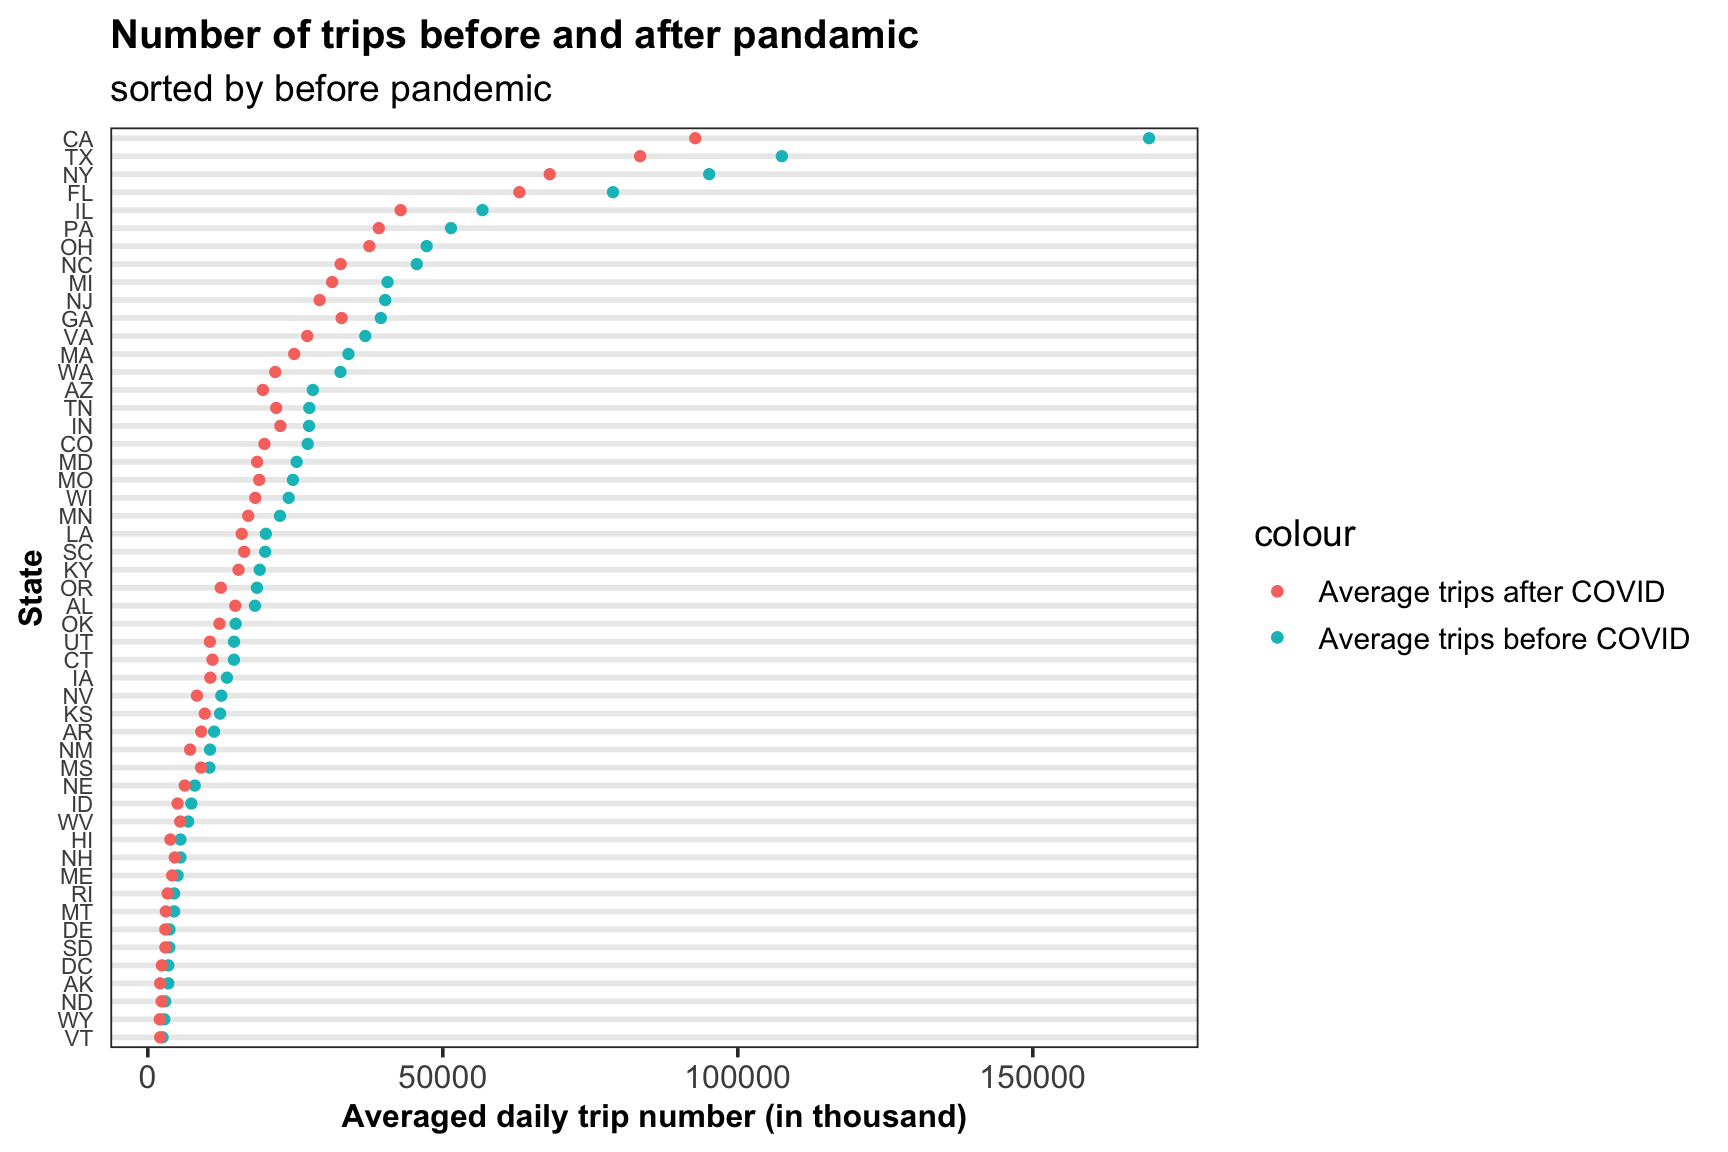 Number of trips before and after pandamic
sorted by before pandemic
CA
TX
NY
FL
IL
PA
OH
NC
MI
NJ
GA
VA
MA
WA
AZ
TN
IN
CO
MD
MO
WI
MN
LA
SC
KY
OR
AL
OK
UT
CT
IA
NV
KS
AR
NM
MS
NE
ID
WV
HI
NH
ME
RI
MT
DE
SD
DC
AK
ND
WY
VT
State
0 50000 100000 150000
Averaged daily trip number (in thousand)
colour
Average trips after COVID
Average trips before COVID